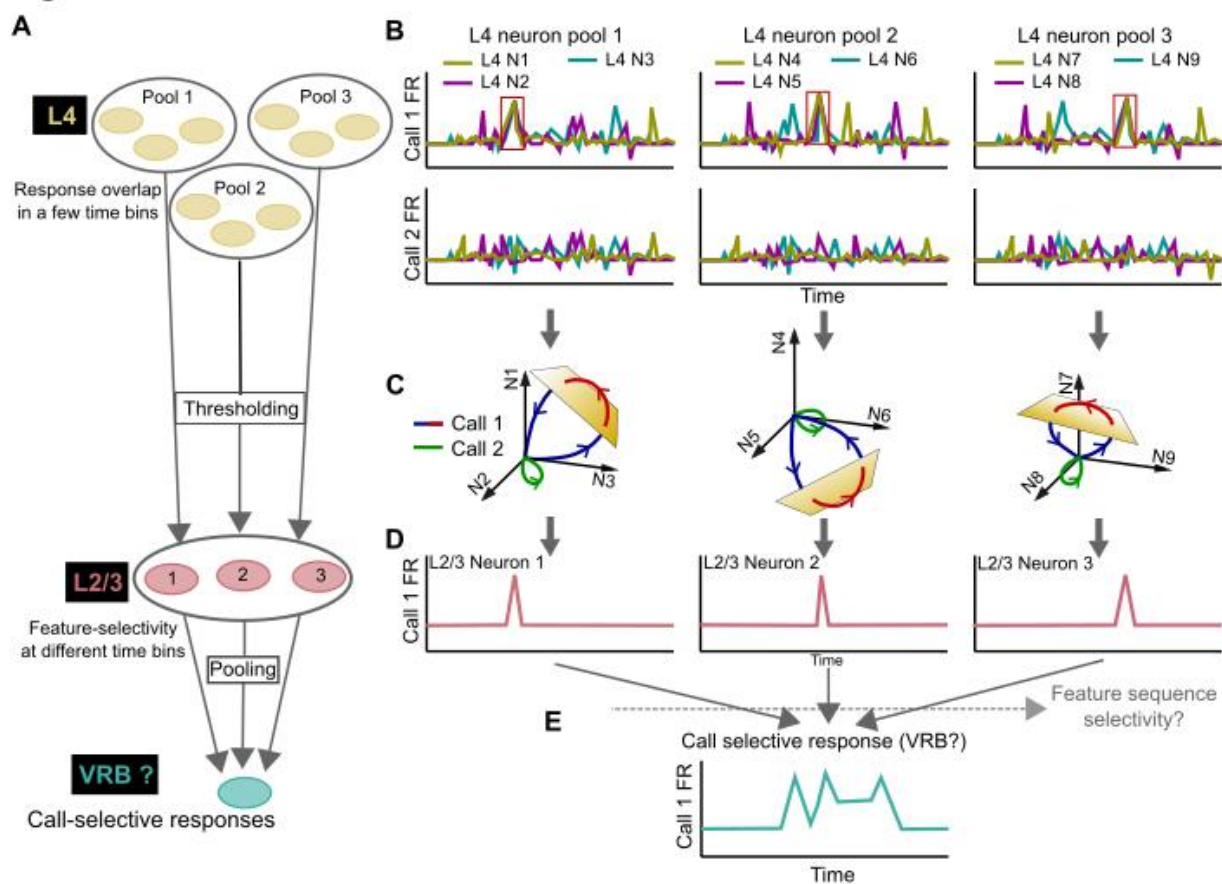 A
L4
Pool 1
Pool 3
Pool 2
Response overlap
in a few time bins
Thresholding
L2/3
1
2
3
Feature-selectivity
at different time bins
Pooling
VRB ?
Call-selective responses
B
L4 neuron pool 1
L4 N1
L4 N3
L4 N2
Call 1 FR
L4 neuron pool 2
L4 N4
L4 N6
L4 N5
L4 neuron pool 3
L4 N7
L4 N9
L4 N8
Call 2 FR
Time
C
Call 1
Call 2
N1
N2
N3
N4
N5
N6
N7
N8
N9
D
L2/3 Neuron 1
Call 1 FR
L2/3 Neuron 2
Time
L2/3 Neuron 3
Feature sequence
selectivity?
E
Call selective response (VRB?)
Call 1 FR
Time